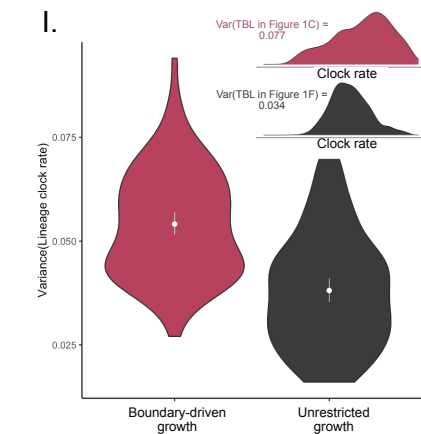 I.
Var(TBL in Figure 1C) =
0.077
Clock rate
Var(TBL in Figure 1F) =
0.034
Clock rate
Variance(Lineage clock rate)
0.075
0.050
0.025
Boundary-driven
growth
Unrestricted
growth